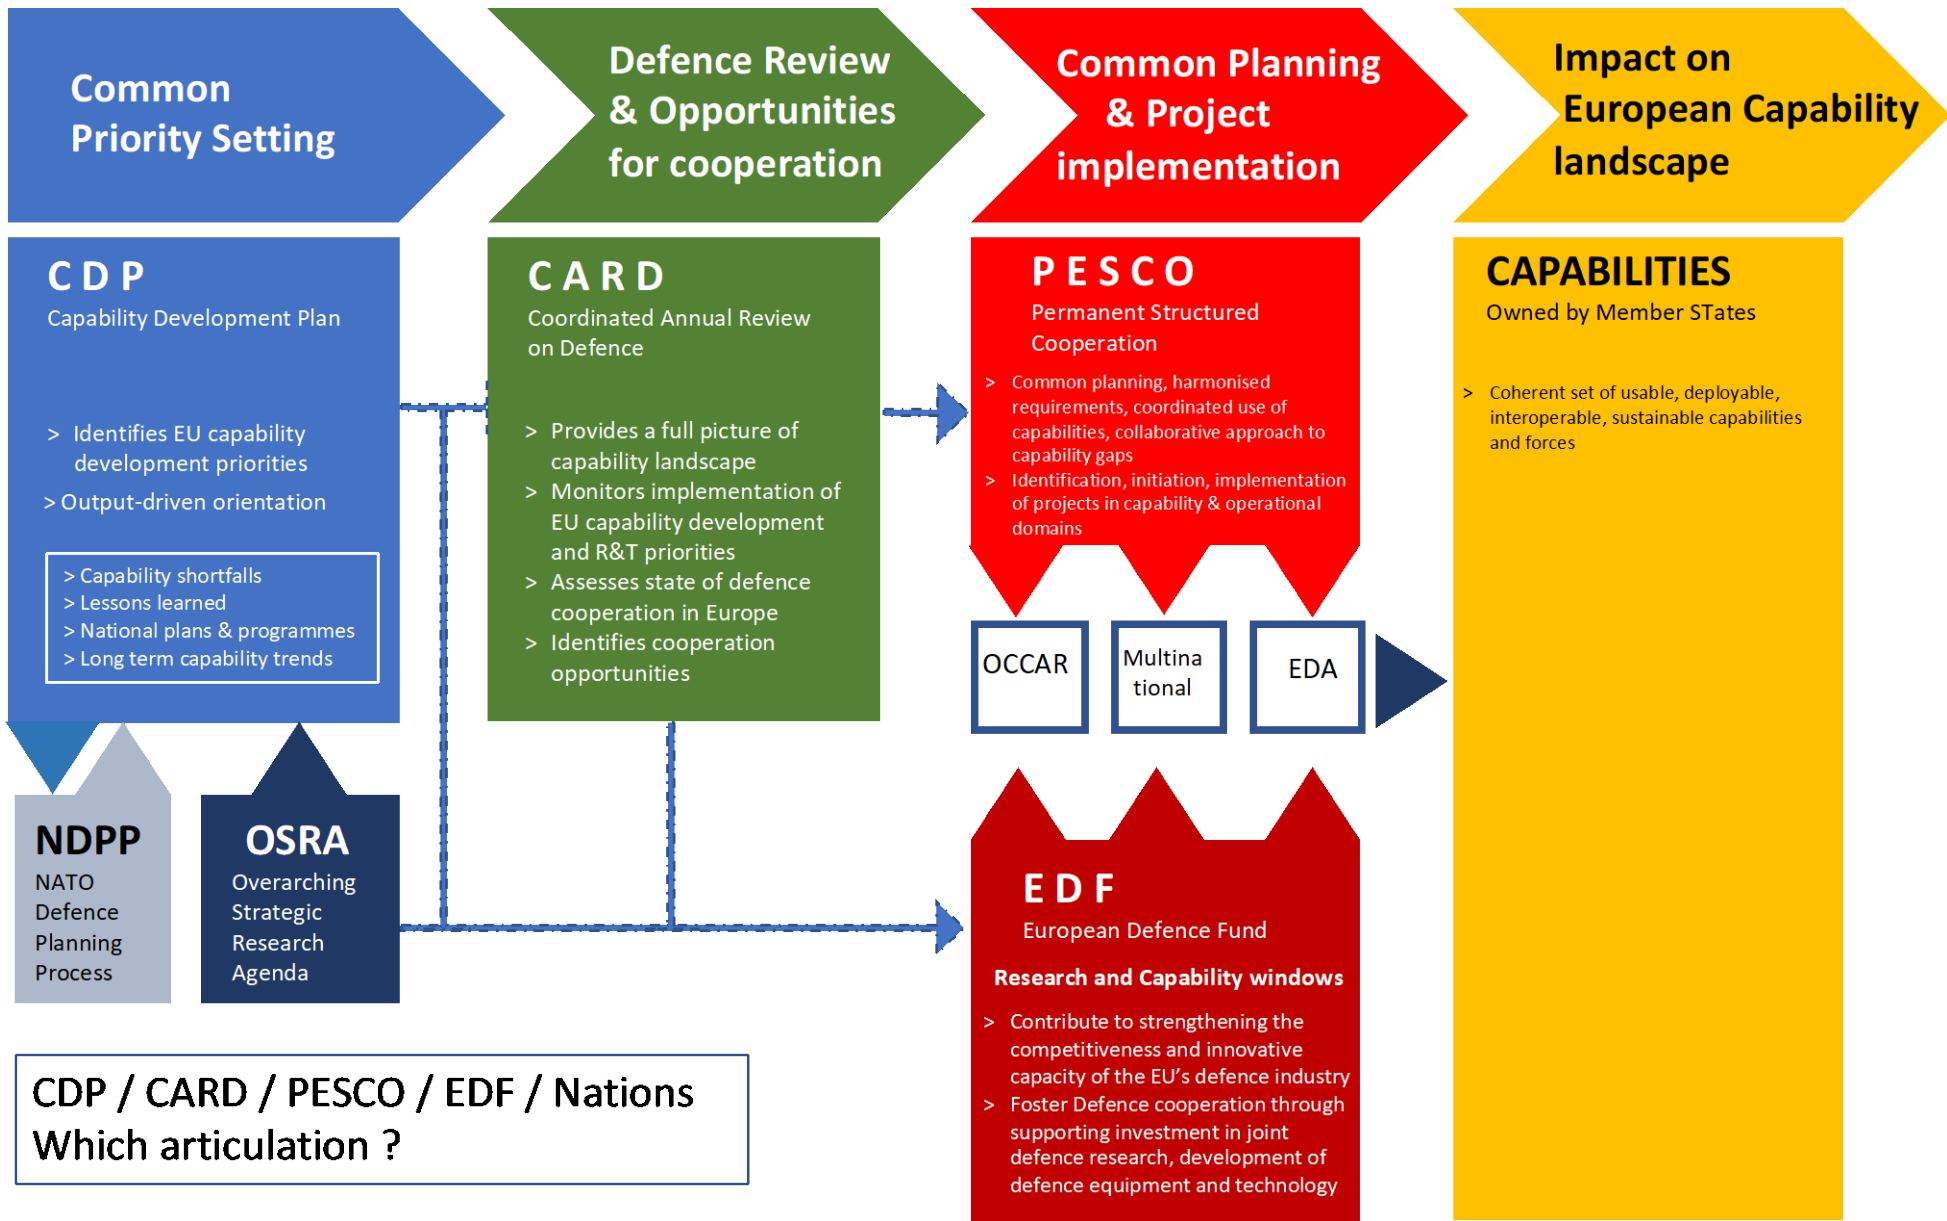 Common
Priority Setting
Defence Review
& Opportunities
for cooperation
Common Planning
& Project
implementation
Impact on
European Capability
landscape
C D P
Capability Development Plan
> Identifies EU capability
development priorities
> Output-driven orientation
> Capability shortfalls
> Lessons learned
> National plans & programmes
> Long term capability trends
C A R D
Coordinated Annual Review
on Defence
> Provides a full picture of
capability landscape
> Monitors implementation of
EU capability development
and R&T priorities
> Assesses state of defence
cooperation in Europe
> Identifies cooperation
opportunities
P E S C O
Permanent Structured
Cooperation
> Common planning, harmonised
requirements, coordinated use of
capabilities, collaborative approach to
capability gaps
> Identification, initiation, implementation
of projects in capability & operational
domains
OCCAR
Multina
tional
EDA
CAPABILITIES
Owned by Member STates
> Coherent set of usable, deployable,
interoperable, sustainable capabilities
and forces
NDPP
NATO
Defence
Planning
Process
OSRA
Overarching
Strategic
Research
Agenda
E D F
European Defence Fund
Research and Capability windows
> Contribute to strengthening the
competitiveness and innovative
capacity of the EU's defence industry
> Foster Defence cooperation through
supporting investment in joint
defence research, development of
defence equipment and technology
CDP / CARD / PESCO / EDF / Nations
Which articulation ?